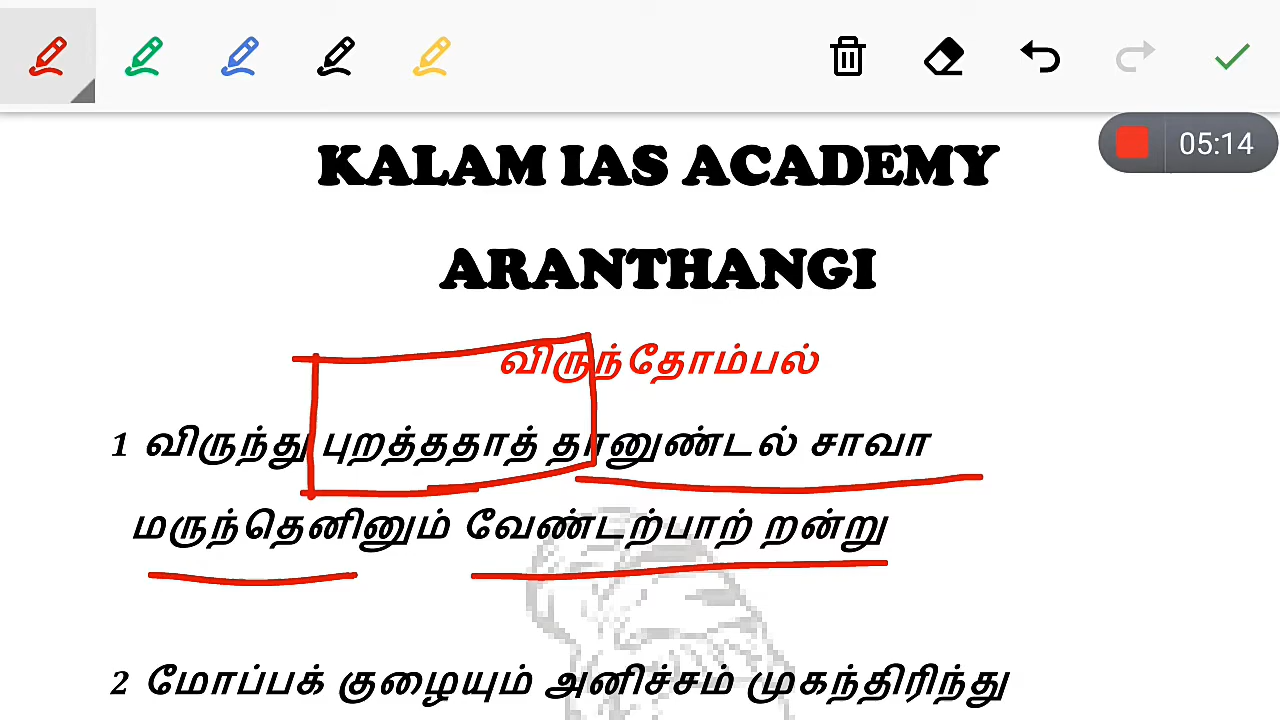 05:14
KALAM IAS ACADEMY
ARANTHANGI
விருந்தோம்பல்
1 விருந்து புறத்ததாத் தானுண்டல் சாவா
மருந்தெனினும் வேண்டற்பாற் றன்று
2 மோப்பக் குழையும் அனிச்சம் முகந்திரிந்து